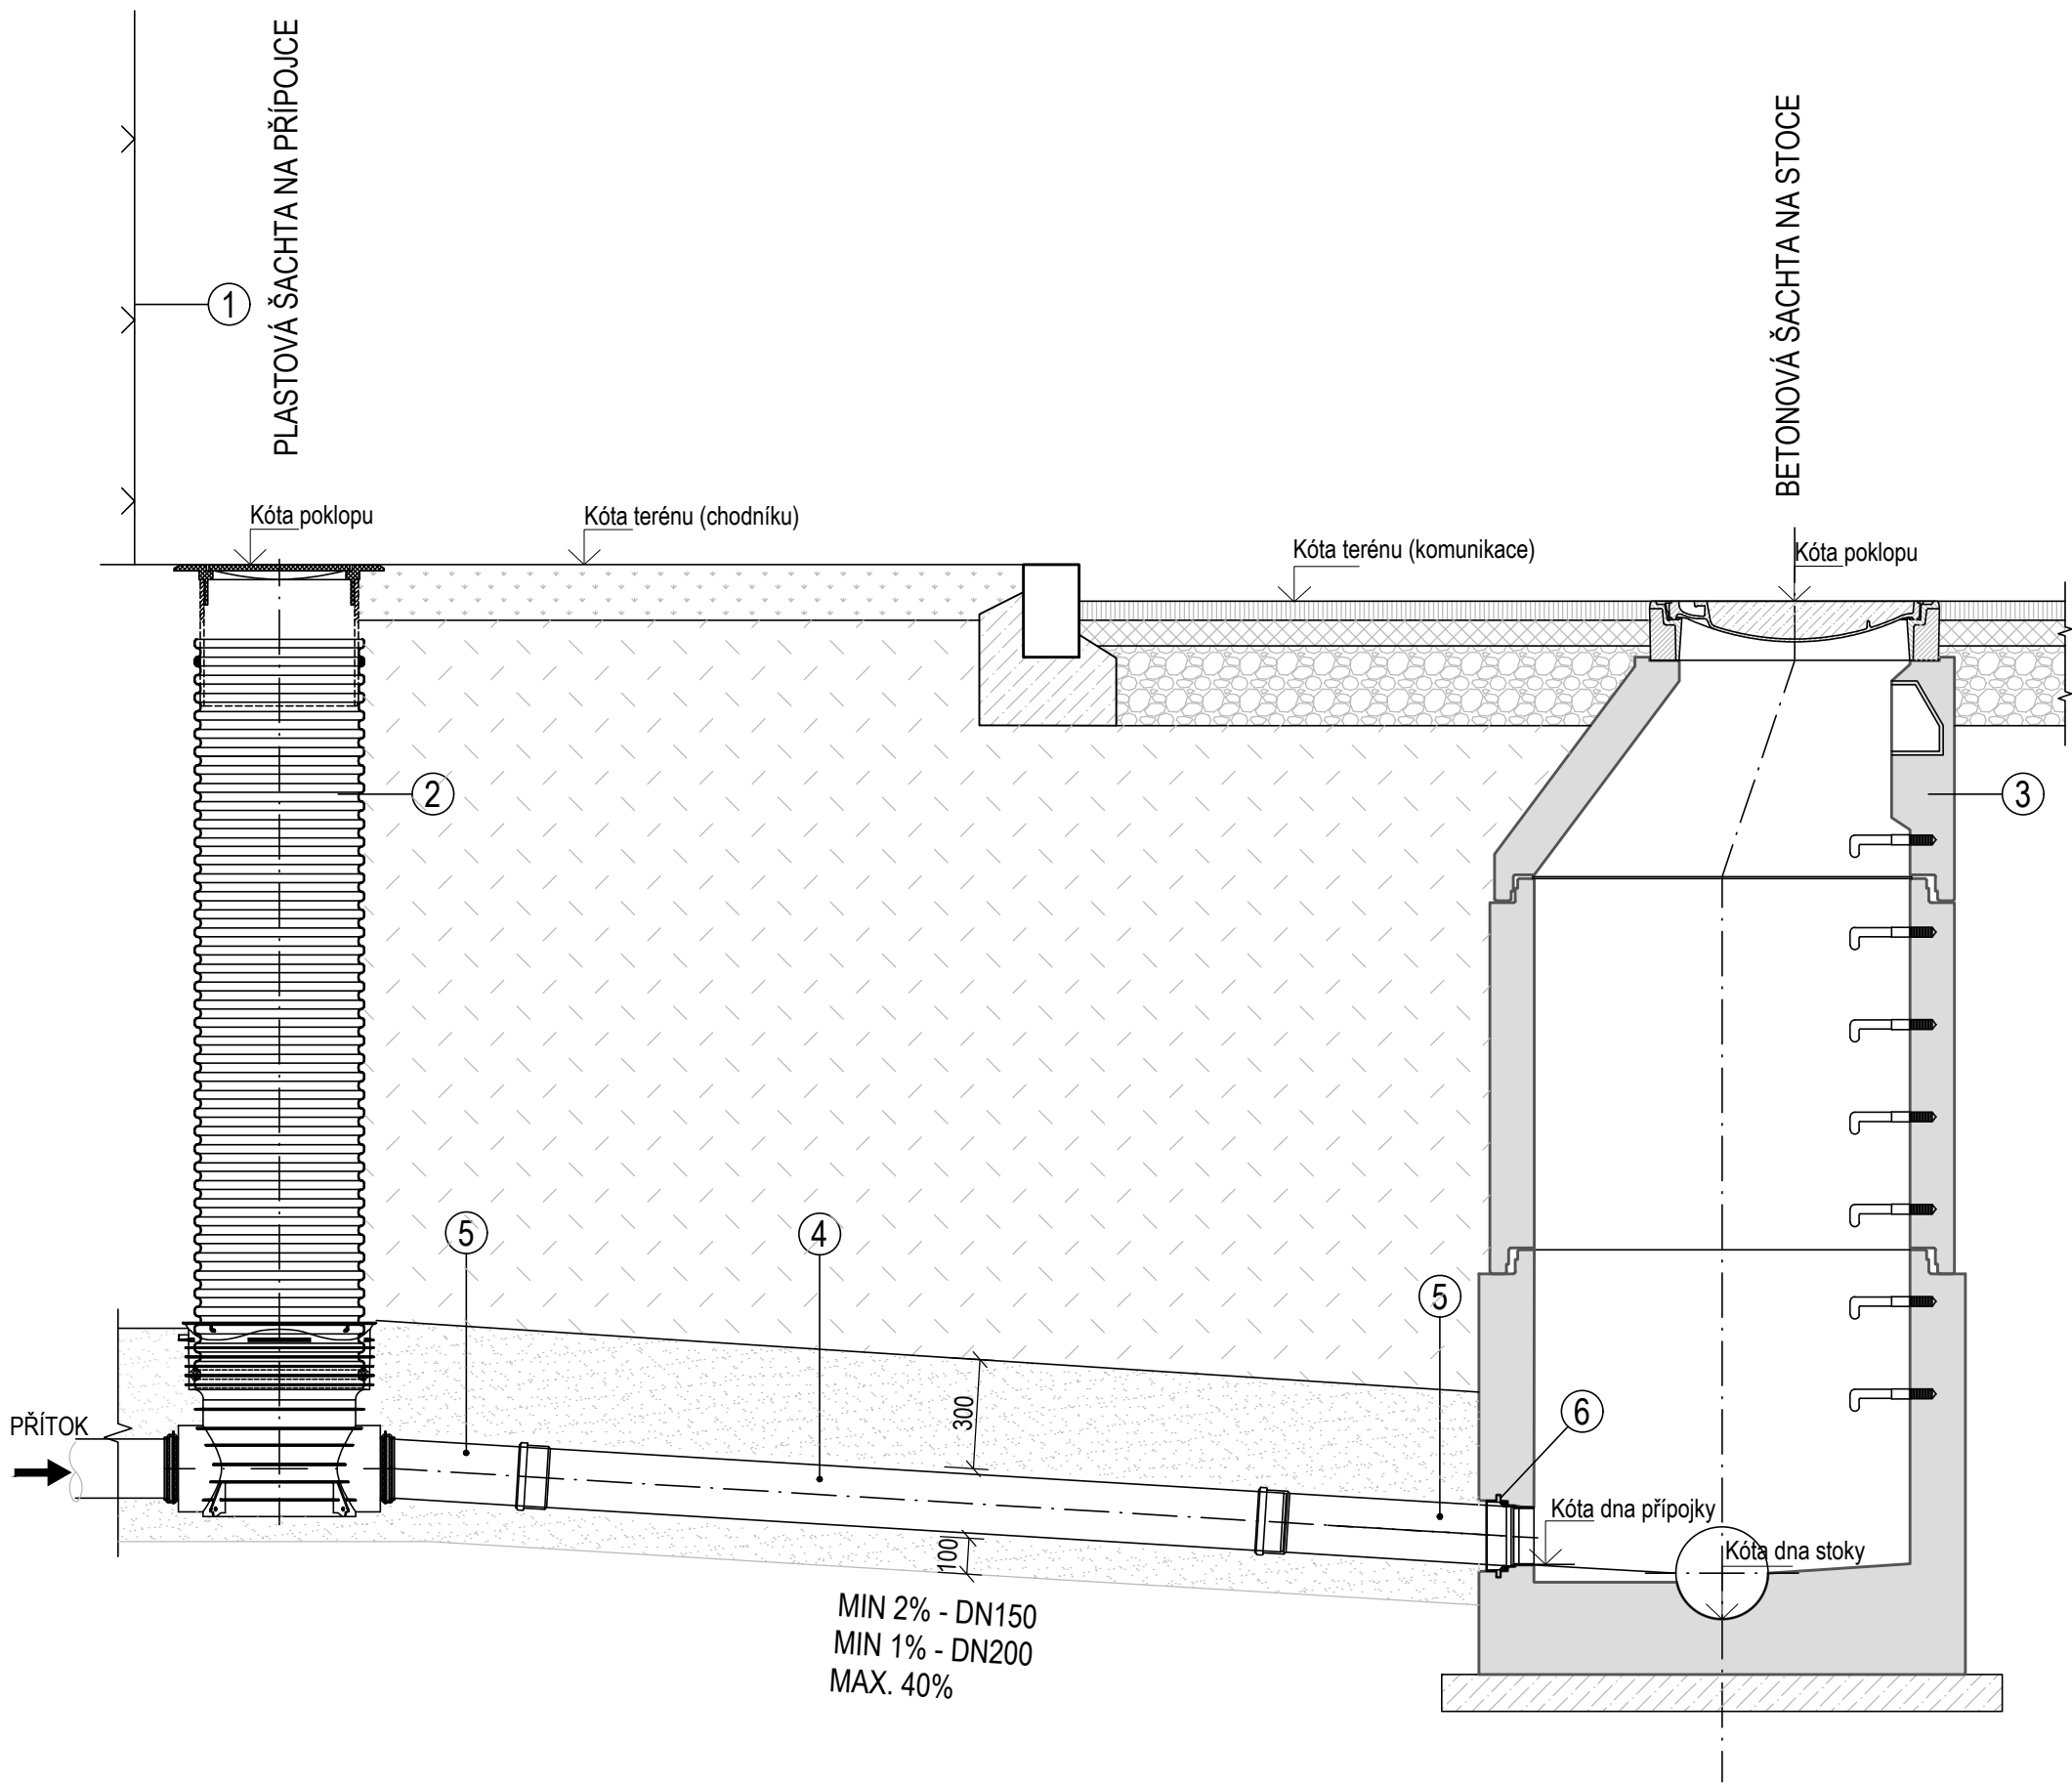 PLASTOVÁ ŠACHTA NA PŘÍPOJCE
BETONOVÁ ŠACHTA NA STOCE
1
Kóta poklopu
Kóta terénu (chodníku)
Kóta terénu (komunikace)
Kóta poklopu
2
3
5
4
5
300
6
PŘÍTOK
Kóta dna přípojky
100
Kóta dna stoky
MIN 2% - DN150
MIN 1% - DN200
MAX. 40%